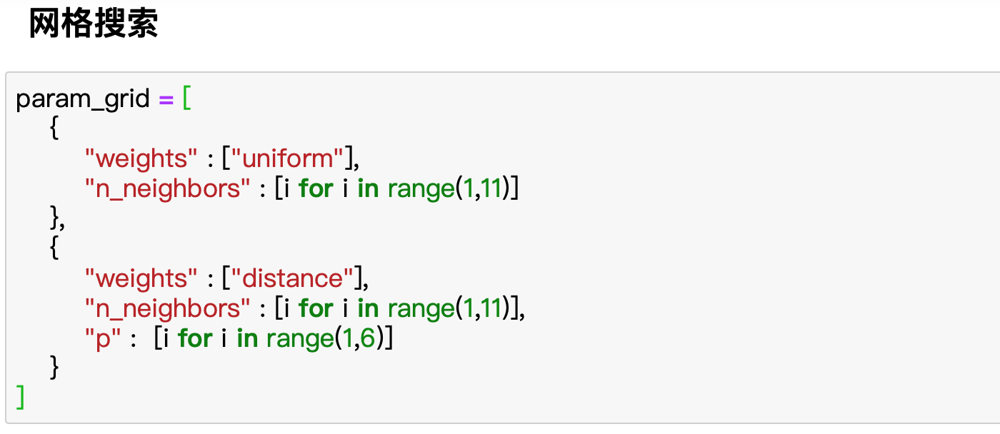 网格搜索
param_grid = [
    {
        "weights" : ["uniform"],
        "n_neighbors" : [i for i in range(1,11)]
    },
    {
        "weights" : ["distance"],
        "n_neighbors" : [i for i in range(1,11)],
        "p" :  [i for i in range(1,6)]
    }
]